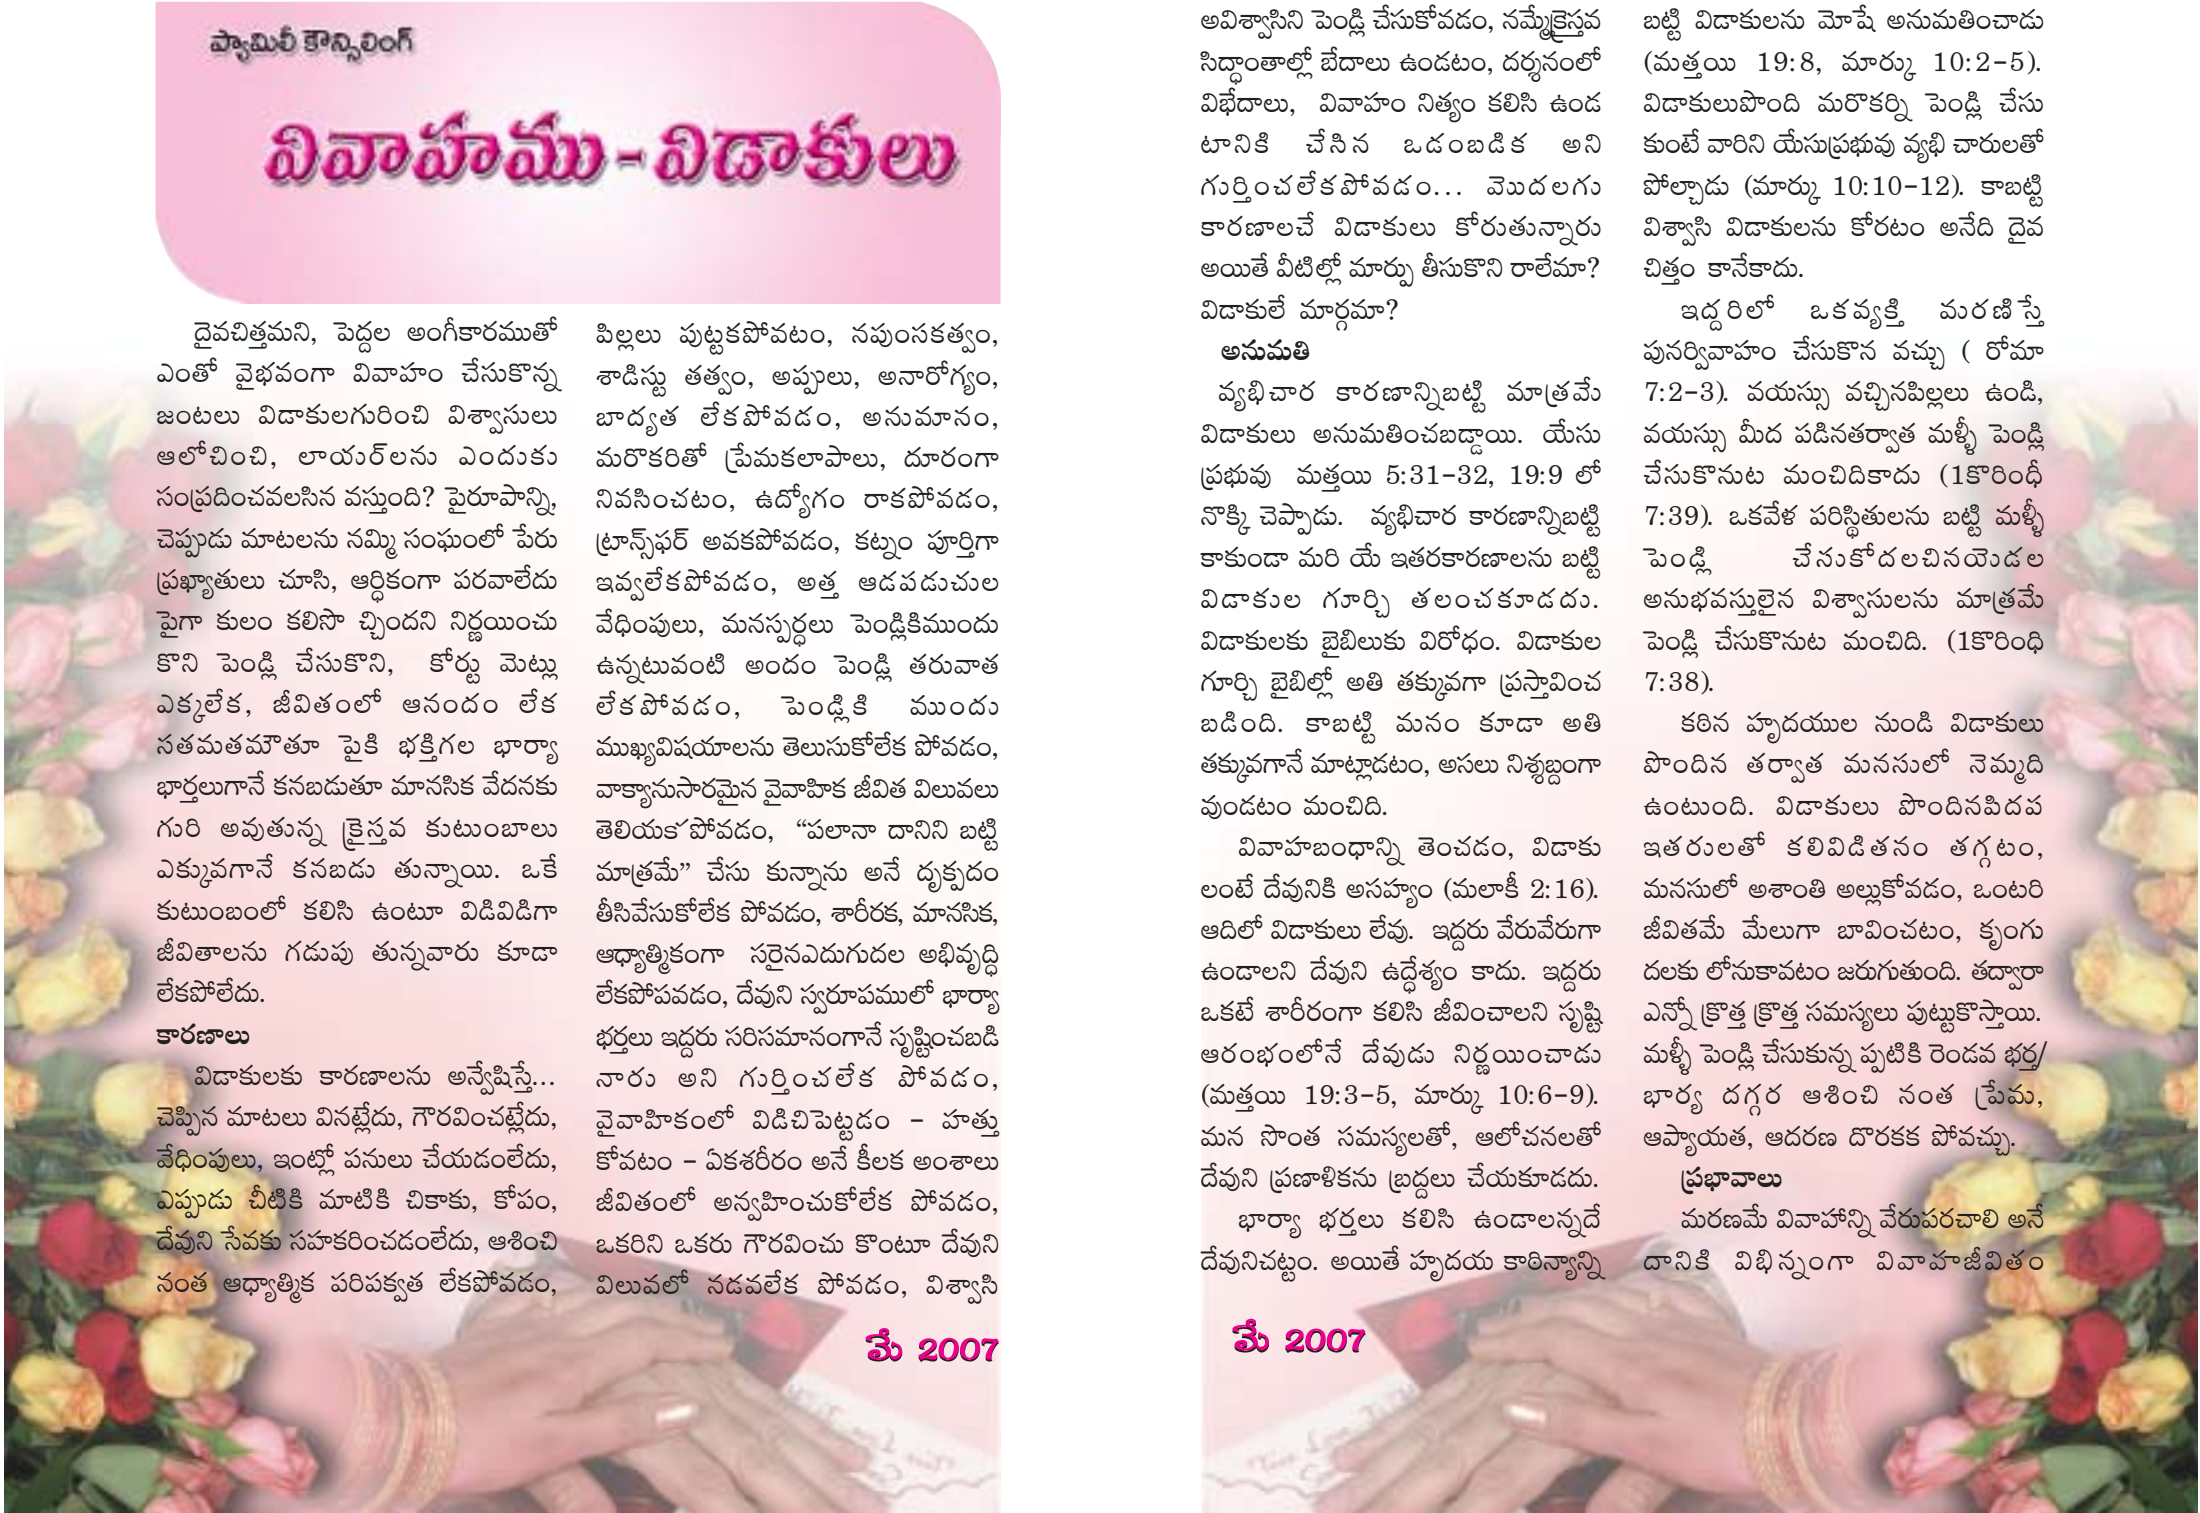 ప్యామిలీ కౌన్సిలింగ్
వివాహము - విడాకులు
దైవచిత్తమని, పెద్దల అంగీకారముతో
ఎంతో వైభవంగా వివాహం చేసుకొన్న
జంటలు విడాకులగురించి విశ్వాసులు
ఆలోచించి, లాయర్‌లను ఎందుకు
సంప్రదించవలసిన వస్తుంది? పైరూపాన్ని,
చెప్పుడు మాటలను నమ్మి సంఘంలో పేరు
ప్రఖ్యాతులు చూసి, ఆర్ధికంగా పరవాలేదు
పైగా కులం కలిసొ చ్చిందని నిర్ణయించు
కొని పెండ్లి చేసుకొని, కోర్టు మెట్లు
ఎక్కలేక, జీవితంలో ఆనందం లేక
సతమతమౌతూ పైకి భక్తిగల భార్యా
భార్తలుగానే కనబడుతూ మానసిక వేదనకు
గురి అవుతున్న క్రైస్తవ కుటుంబాలు
ఎక్కువగానే కనబడు తున్నాయి. ఒకే
కుటుంబంలో కలిసి ఉంటూ విడివిడిగా
జీవితాలను గడుపు తున్నవారు కూడా
లేకపోలేదు.
కారణాలు
విడాకులకు కారణాలను అన్వేషిస్తే...
చెప్పిన మాటలు వినట్లేదు, గౌరవించట్లేదు,
వేధింపులు, ఇంట్లో పనులు చేయడంలేదు,
ఎప్పుడు చీటికి మాటికి చికాకు, కోపం,
దేవుని సేవకు సహకరించడంలేదు, ఆశించి
నంత ఆధ్యాత్మిక పరిపక్వత లేకపోవడం,
పిల్లలు పుట్టకపోవటం, నపుంసకత్వం,
శాడిస్టు తత్వం, అప్పులు, అనారోగ్యం,
బాద్యత లేకపోవడం, అనుమానం,
మరొకరితో ప్రేమకలాపాలు, దూరంగా
నివసించటం, ఉద్యోగం రాకపోవడం,
ట్రాన్స్‌ఫర్ అవకపోవడం, కట్నం పూర్తిగా
ఇవ్వలేకపోవడం, అత్త ఆడపడుచుల
వేధింపులు, మనస్పర్ధలు పెండ్లికిముందు
ఉన్నటువంటి అందం పెండ్లి తరువాత
లేకపోవడం, పెండ్లికి ముందు
ముఖ్యవిషయాలను తెలుసుకోలేక పోవడం,
వాక్యానుసారమైన వైవాహిక జీవిత విలువలు
తెలియకపోవడం, “పలానా దానిని బట్టి
మాత్రమే” చేసు కున్నాను అనే దృక్పదం
తీసివేసుకోలేక పోవడం, శారీరక, మానసిక,
ఆధ్యాత్మికంగా సరైనఎదుగుదల అభివృద్ధి
లేకపోపవడం, దేవుని స్వరూపములో భార్యా
భర్తలు ఇద్దరు సరిసమానంగానే సృష్టించబడి
నారు అని గుర్తించలేక పోవడం,
వైవాహికంలో విడిచిపెట్టడం – హత్తు
కోవటం – ఏకశరీరం అనే కీలక అంశాలు
జీవితంలో అన్వహించుకోలేక పోవడం,
ఒకరిని ఒకరు గౌరవించు కొంటూ దేవుని
విలువలో నడవలేక పోవడం, విశ్వాసి
మే 2007
అవిశ్వాసిని పెండ్లి చేసుకోవడం, నమ్మేక్రైస్తవ
సిద్ధాంతాల్లో బేదాలు ఉండటం, దర్శనంలో
విభేదాలు, వివాహం నిత్యం కలిసి ఉండ
టానికి చేసిన ఒడంబడిక అని
గుర్తించలేకపోవడం... మొదలగు
కారణాలచే విడాకులు కోరుతున్నారు
అయితే వీటిల్లో మార్పు తీసుకొని రాలేమా?
విడాకులే మార్గమా?
అనుమతి
వ్యభిచార కారణాన్నిబట్టి మాత్రమే
విడాకులు అనుమతించబడ్డాయి. యేసు
ప్రభువు మత్తయి 5:31-32, 19:9 లో
నొక్కి చెప్పాడు. వ్యభిచార కారణాన్నిబట్టి
కాకుండా మరి యే ఇతరకారణాలను బట్టి
విడాకుల గూర్చి తలంచకూడదు.
విడాకులకు బైబిలుకు విరోధం. విడాకుల
గూర్చి బైబిల్లో అతి తక్కువగా ప్రస్తావించ
బడింది. కాబట్టి మనం కూడా అతి
తక్కువగానే మాట్లాడటం, అసలు నిశ్శబ్దంగా
వుండటం మంచిది.
వివాహబంధాన్ని తెంచడం, విడాకు
లంటే దేవునికి అసహ్యం (మలాకీ 2:16).
ఆదిలో విడాకులు లేవు. ఇద్దరు వేరువేరుగా
ఉండాలని దేవుని ఉద్ధేశ్యం కాదు. ఇద్దరు
ఒకటే శారీరంగా కలిసి జీవించాలని సృష్టి
ఆరంభంలోనే దేవుడు నిర్ణయించాడు
(మత్తయి 19:3-5, మార్కు 10:6-9).
మన సొంత సమస్యలతో, ఆలోచనలతో
దేవుని ప్రణాళికను బ్రద్దలు చేయకూడదు.
భార్యా భర్తలు కలిసి ఉండాలన్నదే
దేవునిచట్టం. అయితే హృదయ కాఠిన్యాన్ని
బట్టి విడాకులను మోషే అనుమతించాడు
(మత్తయి 19:8, మార్కు 10:2-5).
విడాకులుపొంది మరొకర్ని పెండ్లి చేసు
కుంటే వారిని యేసుప్రభువు వ్యభి చారులతో
పోల్చాడు (మార్కు 10:10-12). కాబట్టి
విశ్వాసి విడాకులను కోరటం అనేది దైవ
చిత్తం కానేకాదు.
ఇద్దరిలో ఒకవ్యక్తి మరణిస్తే
పునర్వివాహం చేసుకొన వచ్చు ( రోమా
7:2-3). వయస్సు వచ్చినపిల్లలు ఉండి,
వయస్సు మీద పడినతర్వాత మళ్ళీ పెండ్లి
చేసుకొనుట మంచిదికాదు (1కొరింధీ
7:39). ఒకవేళ పరిస్థితులను బట్టి మళ్ళీ
పెండ్లి చేసుకోదలచినయెడల
అనుభవస్తులైన విశ్వాసులను మాత్రమే
పెండ్లి చేసుకొనుట మంచిది. (1కొరింధి
7:38).
కఠిన హృదయుల నుండి విడాకులు
పొందిన తర్వాత మనసులో నెమ్మది
ఉంటుంది. విడాకులు పొందినపిదప
ఇతరులతో కలివిడితనం తగ్గటం,
మనసులో అశాంతి అల్లుకోవడం, ఒంటరి
జీవితమే మేలుగా బావించటం, కృంగు
దలకు లోనుకావటం జరుగుతుంది. తద్వారా
ఎన్నో క్రొత్త క్రొత్త సమస్యలు పుట్టుకొస్తాయి.
మళ్ళీ పెండ్లి చేసుకున్న ప్పటికి రెండవ భర్త/
భార్య దగ్గర ఆశించి నంత ప్రేమ,
ఆప్యాయత, ఆదరణ దొరకక పోవచ్చు.
ప్రభావాలు
మరణమే వివాహాన్ని వేరుపరచాలి అనే
దానికి విభిన్నంగా వివాహజీవితం
మే 2007